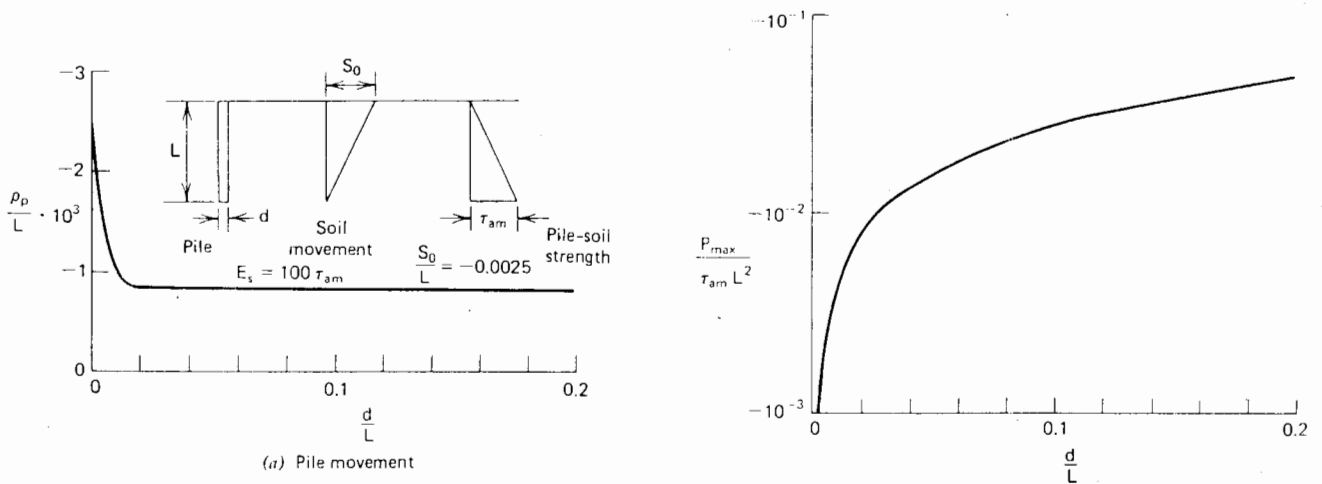 −3
−2
−1
0
ρp/L · 10³
S₀
L
d
τam
Pile
Soil movement
Pile-soil strength
Es = 100 τam
S₀/L = −0.0025
0
0.1
0.2
d/L
(a) Pile movement
−10⁻¹
−10⁻²
−10⁻³
Pmax/τam L²
0
0.1
0.2
d/L